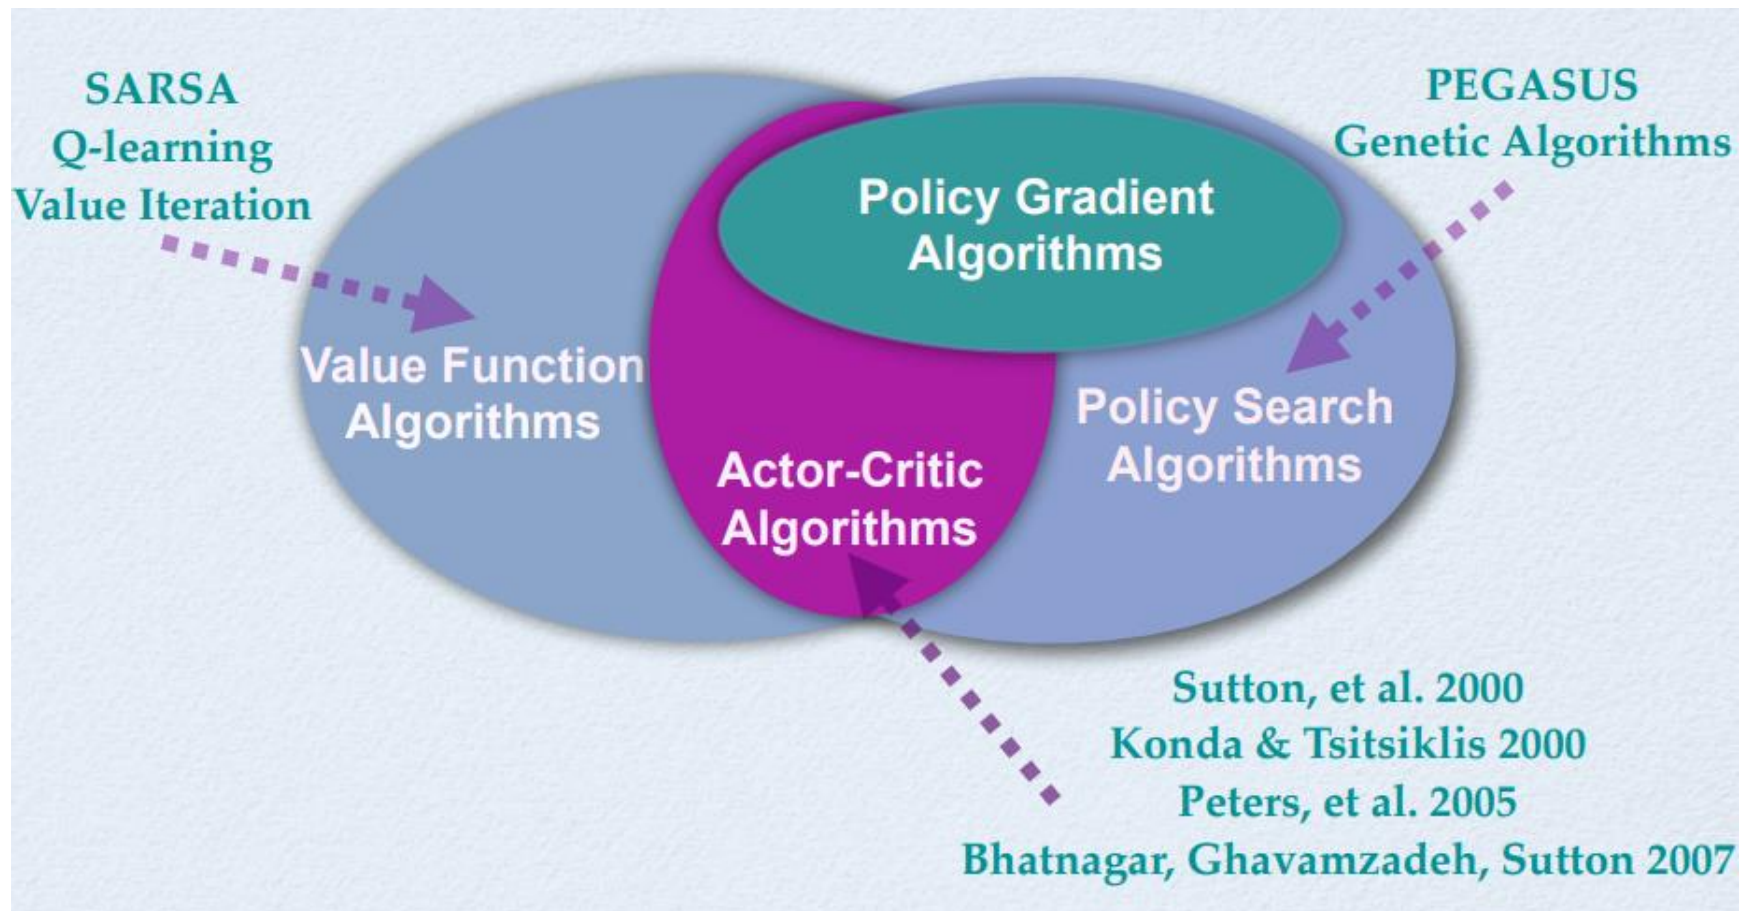 SARSA
Q-learning
Value Iteration
PEGASUS
Genetic Algorithms
Policy Gradient
Algorithms
Value Function
Algorithms
Policy Search
Algorithms
Actor-Critic
Algorithms
Sutton, et al. 2000
Konda & Tsitsiklis 2000
Peters, et al. 2005
Bhatnagar, Ghavamzadeh, Sutton 2007